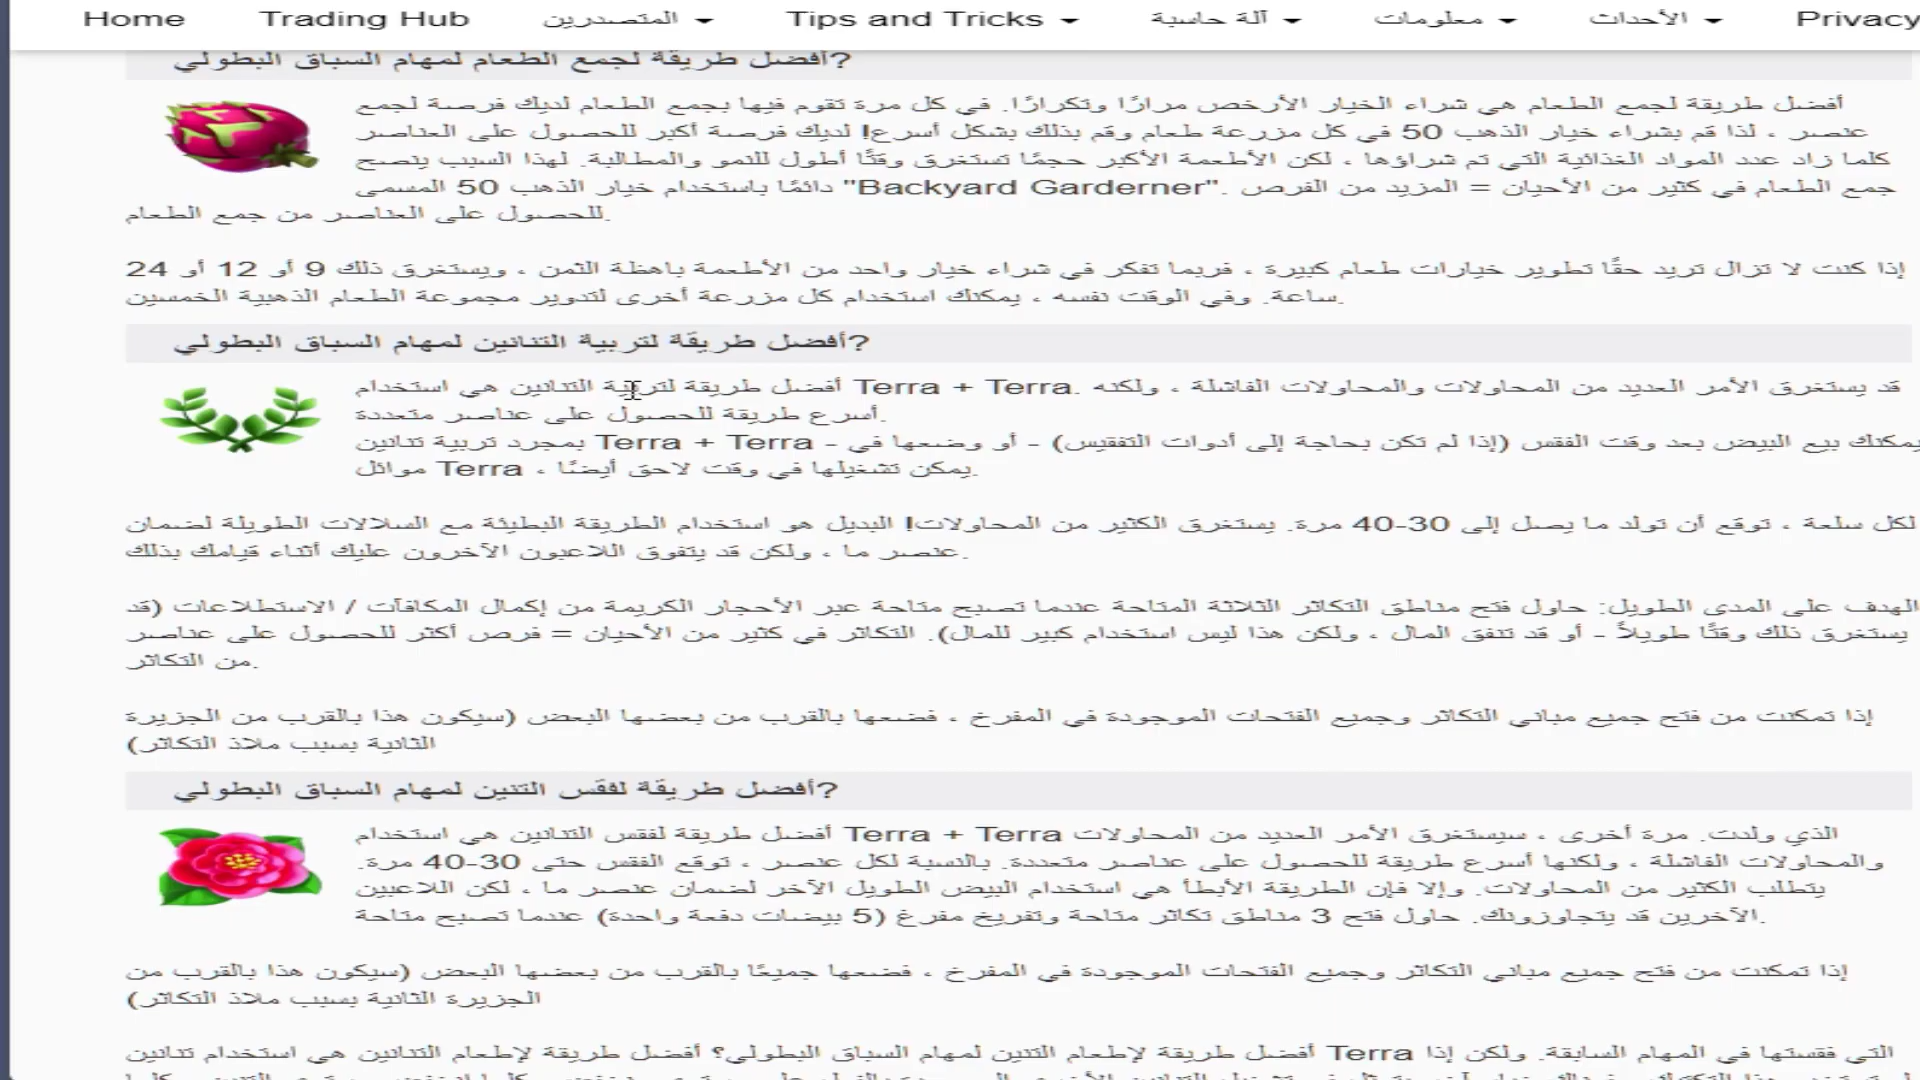 Home Trading Hub المتصدرين Tips and Tricks آلة حاسبة معلومات الأحداث Privacy
أفضل طريقة لجمع الطعام لمهام السباق البطولي?
أفضل طريقة لجمع الطعام هي شراء الخيار الأرخص مرارًا وتكرارًا. في كل مرة تقوم فيها بجمع الطعام لديك فرصة لجمع
عنصر ، لذا قم بشراء خيار الذهب 50 في كل مزرعة طعام وقم بذلك بشكل أسرع! لديك فرصة أكبر للحصول على العناصر
كلما زاد عدد المواد الغذائية التي تم شراؤها ، لكن الأطعمة الأكبر حجمًا تستغرق وقتًا أطول للنمو والمطالبة. لهذا السبب ينصح
دائمًا باستخدام خيار الذهب 50 المسمى "Backyard Garderner". جمع الطعام في كثير من الأحيان = المزيد من الفرص
للحصول على العناصر من جمع الطعام.
إذا كنت لا تزال تريد حقًا تطوير خيارات طعام كبيرة ، فربما تفكر في شراء خيار واحد من الأطعمة باهظة الثمن ، ويستغرق ذلك 9 أو 12 أو 24
ساعة. وفي الوقت نفسه ، يمكنك استخدام كل مزرعة أخرى لتدوير مجموعة الطعام الذهبية الخمسين.
أفضل طريقة لتربية التنانين لمهام السباق البطولي?
أفضل طريقة لتربية التنانين هي استخدام Terra + Terra. قد يستغرق الأمر العديد من المحاولات والمحاولات الفاشلة ، ولكنه
أسرع طريقة للحصول على عناصر متعددة.
بمجرد تربية تنانين Terra + Terra - يمكنك بيع البيض بعد وقت الفقس (إذا لم تكن بحاجة إلى أدوات التفقيس) - أو وضعها في
موائل Terra ، يمكن تشغيلها في وقت لاحق أيضًا.
لكل سلعة ، توقع أن تولد ما يصل إلى 30-40 مرة. يستغرق الكثير من المحاولات! البديل هو استخدام الطريقة البطيئة مع السلالات الطويلة لضمان
عنصر ما ، ولكن قد يتفوق اللاعبون الآخرون عليك أثناء قيامك بذلك.
الهدف على المدى الطويل: حاول فتح مناطق التكاثر الثلاثة المتاحة عندما تصبح متاحة عبر الأحجار الكريمة من إكمال المكافآت / الاستطلاعات (قد
يستغرق ذلك وقتًا طويلاً - أو قد تنفق المال ، ولكن هذا ليس استخدام كبير للمال). التكاثر في كثير من الأحيان = فرص أكثر للحصول على عناصر
من التكاثر.
إذا تمكنت من فتح جميع مباني التكاثر وجميع الفتحات الموجودة في المفرخ ، فضعها بالقرب من بعضها البعض (سيكون هذا بالقرب من الجزيرة
الثانية بسبب ملاذ التكاثر)
أفضل طريقة لفقس التنين لمهام السباق البطولي?
أفضل طريقة لفقس التنانين هي استخدام Terra + Terra الذي ولدت. مرة أخرى ، سيستغرق الأمر العديد من المحاولات
والمحاولات الفاشلة ، ولكنها أسرع طريقة للحصول على عناصر متعددة. بالنسبة لكل عنصر ، توقع الفقس حتى 30-40 مرة.
يتطلب الكثير من المحاولات. وإلا فإن الطريقة الأبطأ هي استخدام البيض الطويل الآخر لضمان عنصر ما ، لكن اللاعبين
الآخرين قد يتجاوزونك. حاول فتح 3 مناطق تكاثر متاحة وتفريخ مفرغ (5 بيضات دفعة واحدة) عندما تصبح متاحة.
إذا تمكنت من فتح جميع مباني التكاثر وجميع الفتحات الموجودة في المفرخ ، فضعها جميعًا بالقرب من بعضها البعض (سيكون هذا بالقرب من
الجزيرة الثانية بسبب ملاذ التكاثر)
أفضل طريقة لإطعام التنين لمهام السباق البطولي؟ أفضل طريقة لإطعام التنانين هي استخدام تنانين Terra التي فقستها في المهام السابقة. ولكن إذا